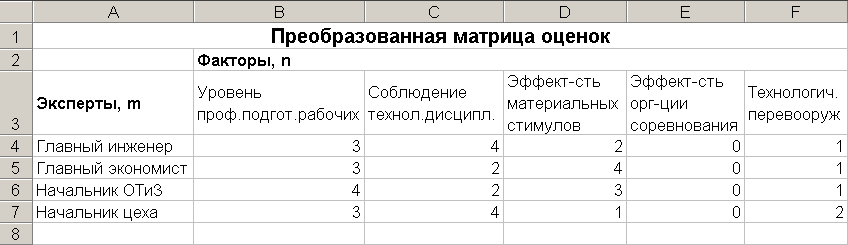 A B C D E F
1 Преобразованная матрица оценок
2 Факторы, n
3 Эксперты, m Уровень проф.подгот.рабочих Соблюдение технол.дисципл. Эффект-сть материальных стимулов Эффект-сть орг-ции соревнования Технологич. перевооруж
4 Главный инженер 3 4 2 0 1
5 Главный экономист 3 2 4 0 1
6 Начальник ОТиЗ 4 2 3 0 1
7 Начальник цеха 3 4 1 0 2
8